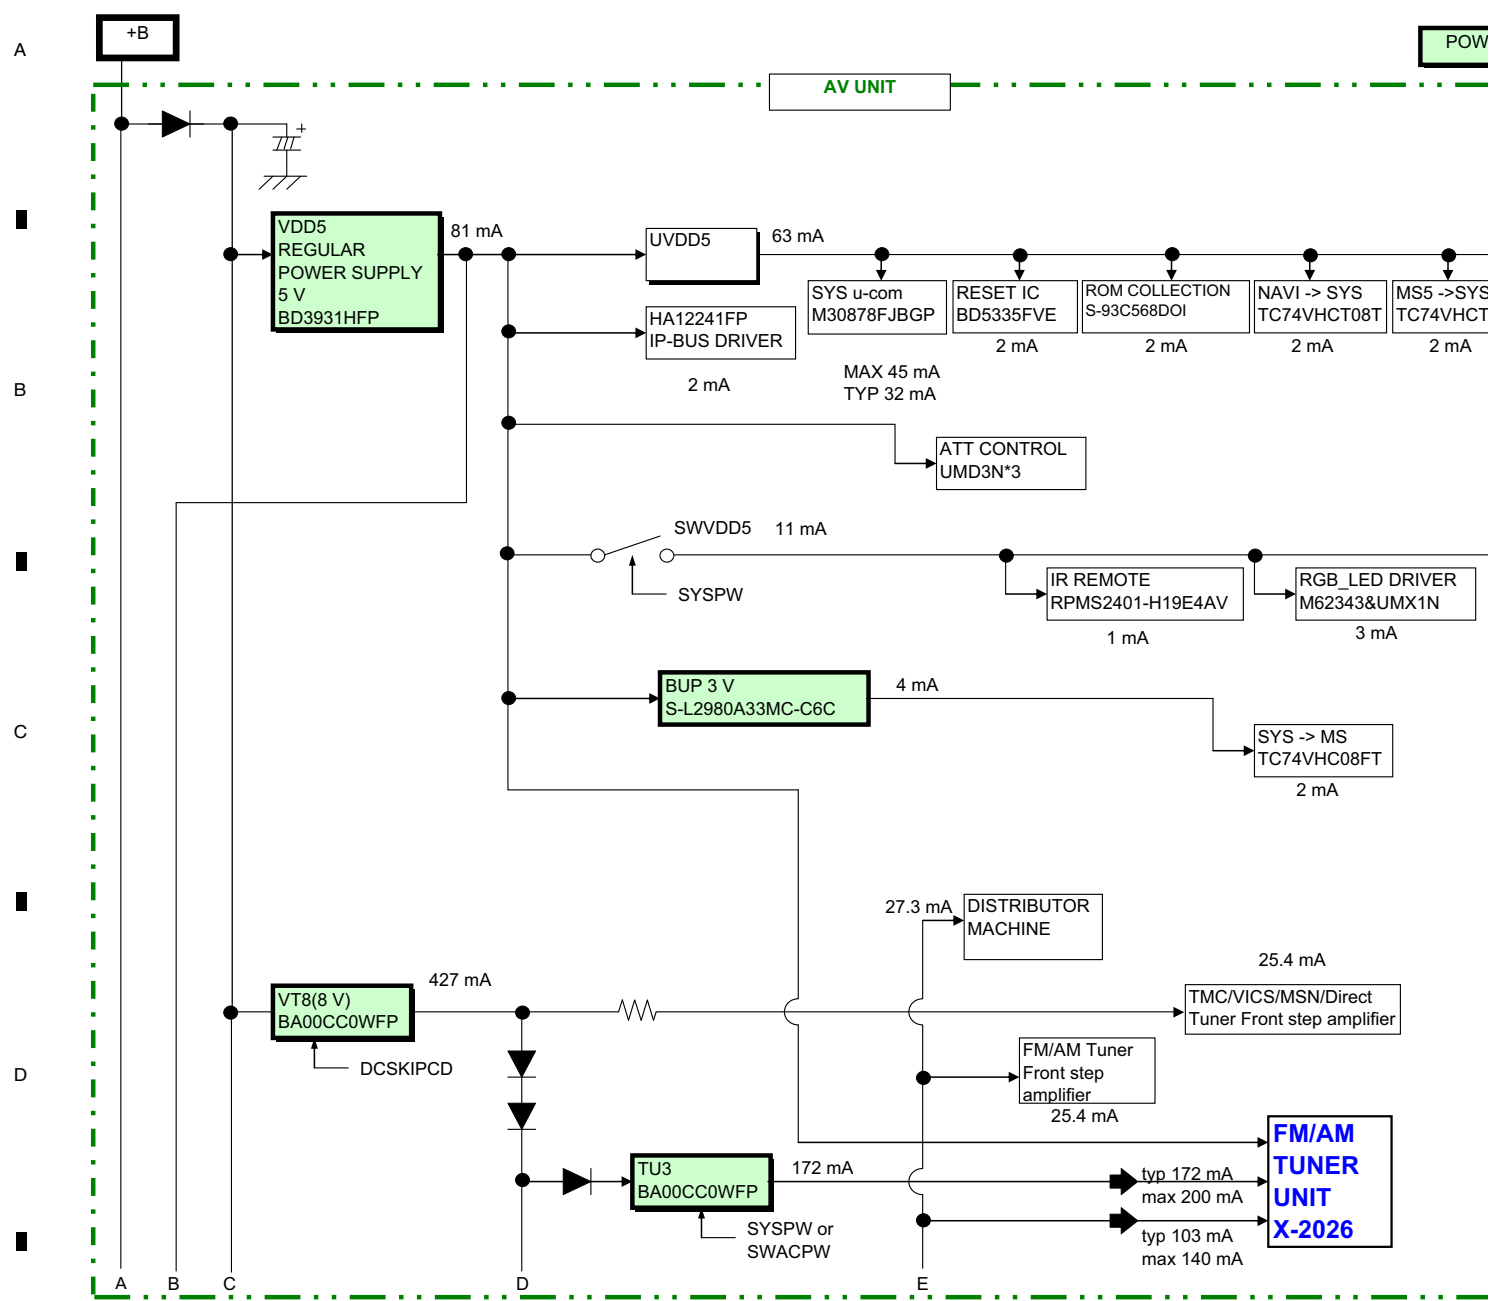 +B
A
POW
AV UNIT
+
VDD5
REGULAR
POWER SUPPLY
5 V
BD3931HFP
81 mA
UVDD5
63 mA
SYS u-com
M30878FJBGP
RESET IC
BD5335FVE
ROM COLLECTION
S-93C568DOI
NAVI -> SYS
TC74VHCT08T
MS5 ->SYS
TC74VHCT
HA12241FP
IP-BUS DRIVER
2 mA
2 mA
2 mA
2 mA
2 mA
MAX 45 mA
TYP 32 mA
B
ATT CONTROL
UMD3N*3
SWVDD5
11 mA
SYSPW
IR REMOTE
RPMS2401-H19E4AV
1 mA
RGB_LED DRIVER
M62343&UMX1N
3 mA
BUP 3 V
S-L2980A33MC-C6C
4 mA
C
SYS -> MS
TC74VHC08FT
2 mA
27.3 mA
DISTRIBUTOR
MACHINE
25.4 mA
427 mA
VT8(8 V)
BA00CC0WFP
TMC/VICS/MSN/Direct
Tuner Front step amplifier
DCSKIPCD
D
FM/AM Tuner
Front step
amplifier
25.4 mA
FM/AM
TUNER
UNIT
X-2026
TU3
BA00CC0WFP
172 mA
typ 172 mA
max 200 mA
SYSPW or
SWACPW
typ 103 mA
max 140 mA
A
B
C
D
E